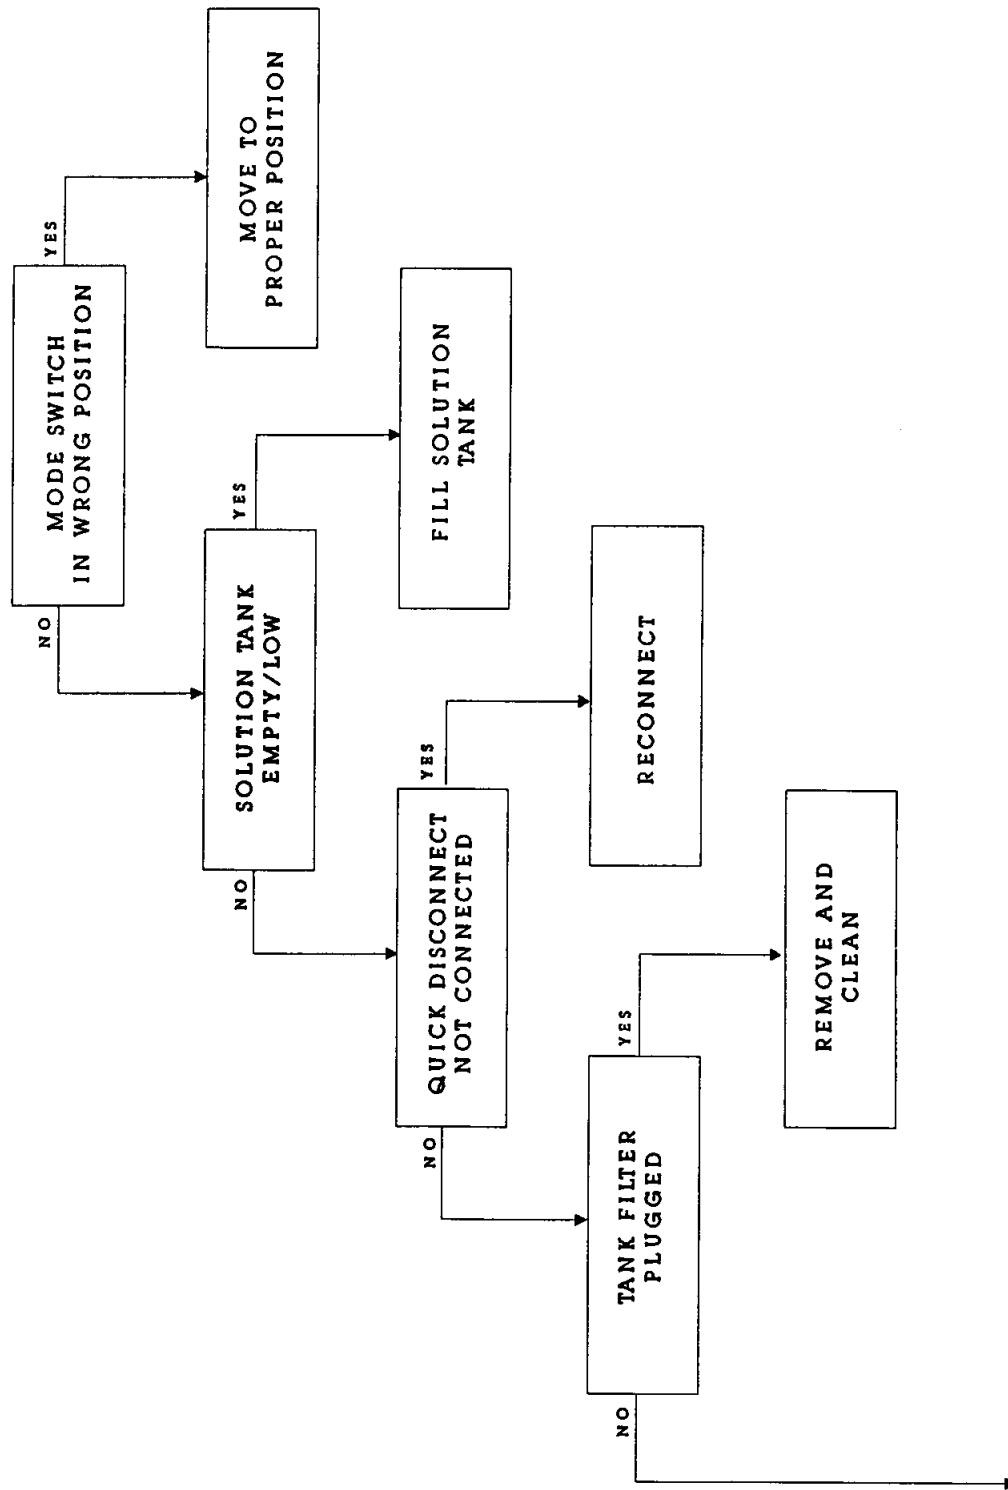 MODE SWITCH
IN WRONG POSITION
NO
YES
SOLUTION TANK
EMPTY/LOW
MOVE TO
PROPER POSITION
NO
YES
QUICK DISCONNECT
NOT CONNECTED
FILL SOLUTION
TANK
NO
YES
TANK FILTER
PLUGGED
RECONNECT
NO
YES
REMOVE AND
CLEAN